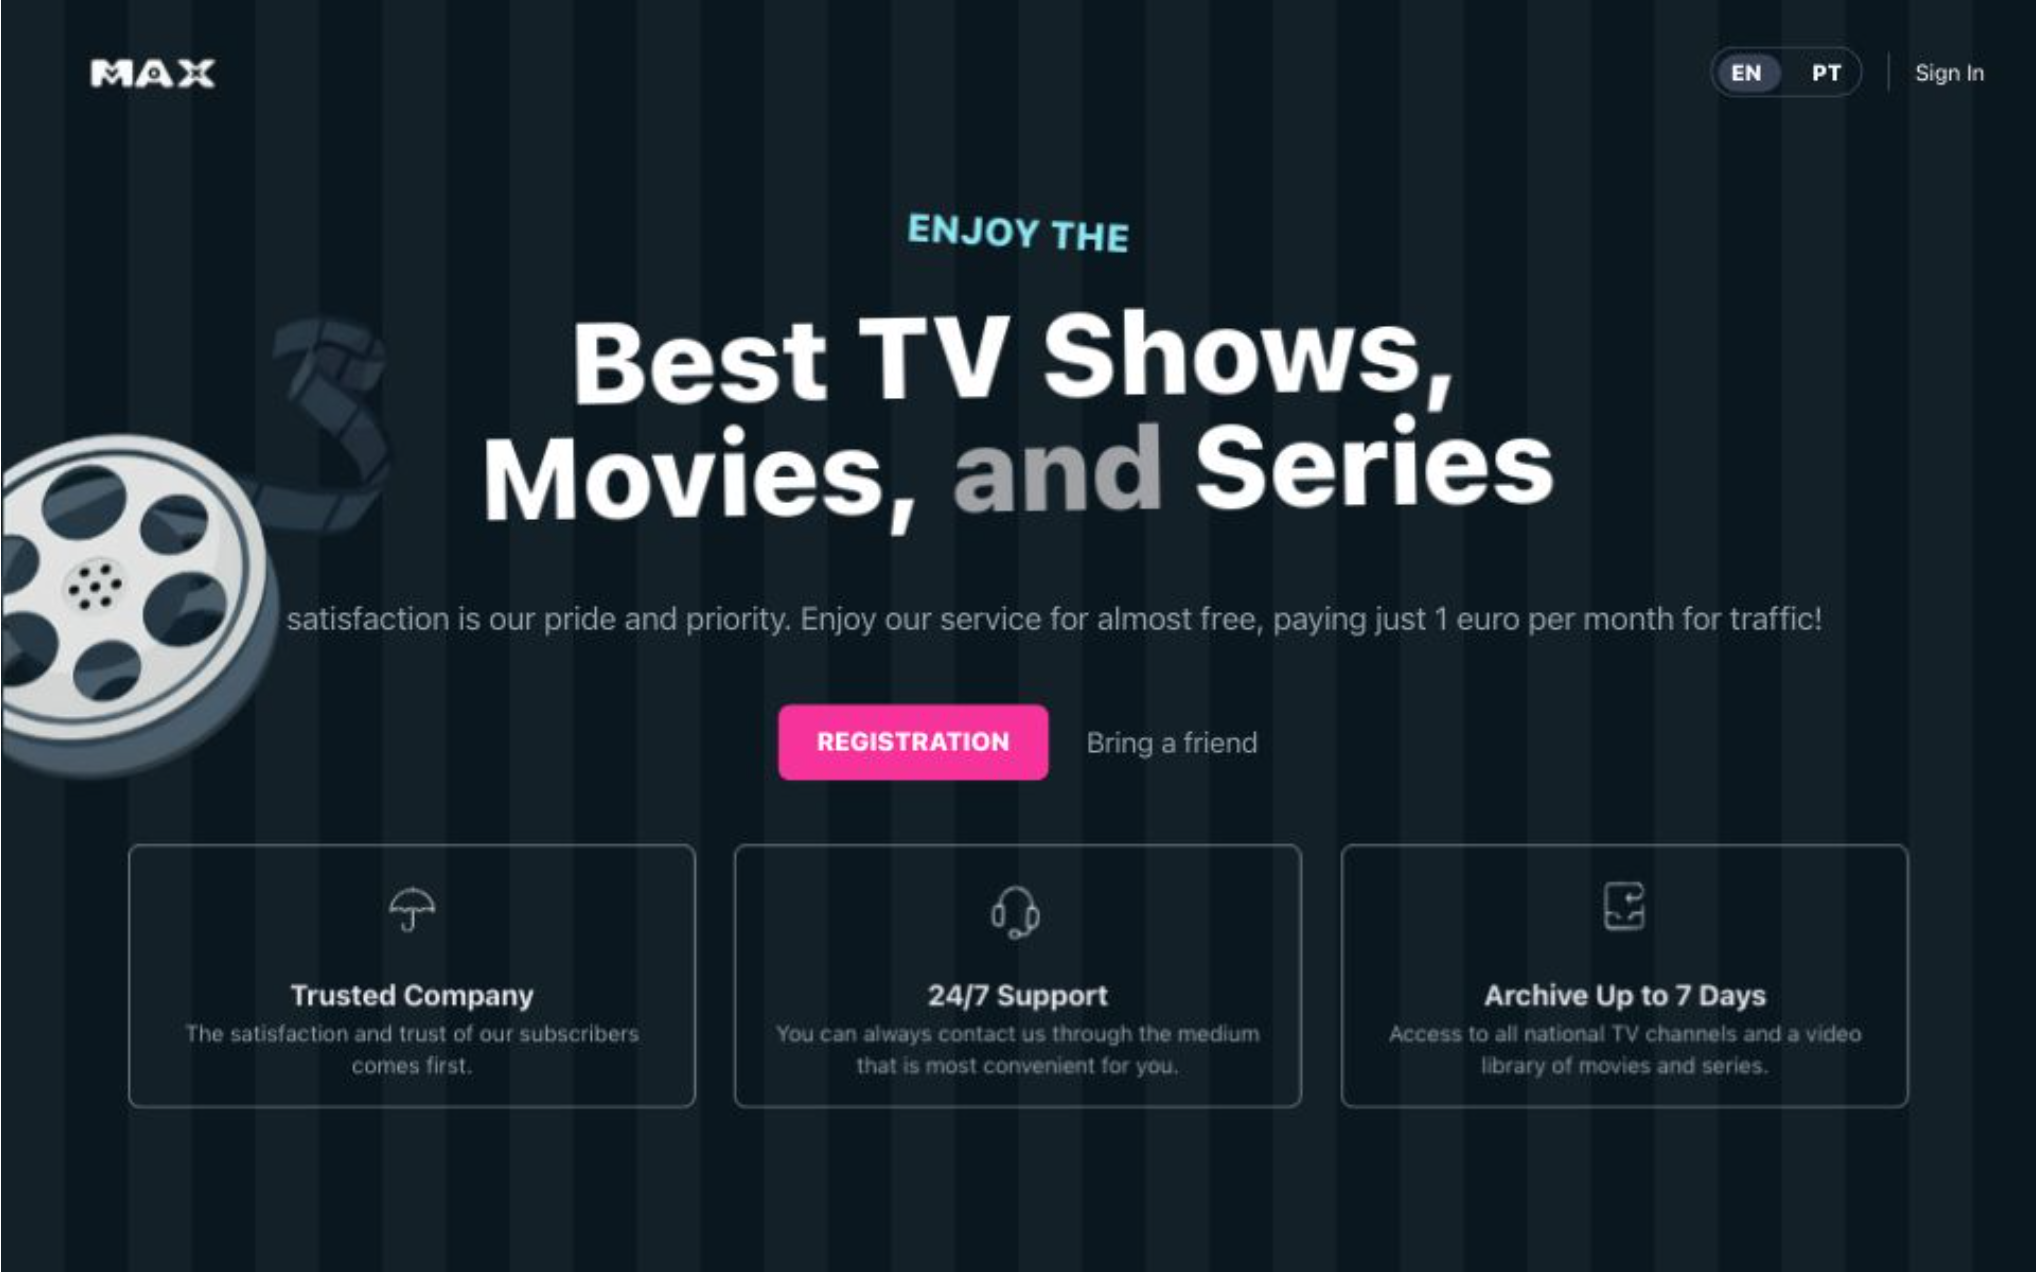 MAX
EN PT
Sign In
ENJOY THE
Best TV Shows,
Movies, and Series
satisfaction is our pride and priority. Enjoy our service for almost free, paying just 1 euro per month for traffic!
REGISTRATION
Bring a friend
Trusted Company
The satisfaction and trust of our subscribers
comes first.
24/7 Support
You can always contact us through the medium
that is most convenient for you.
Archive Up to 7 Days
Access to all national TV channels and a video
library of movies and series.